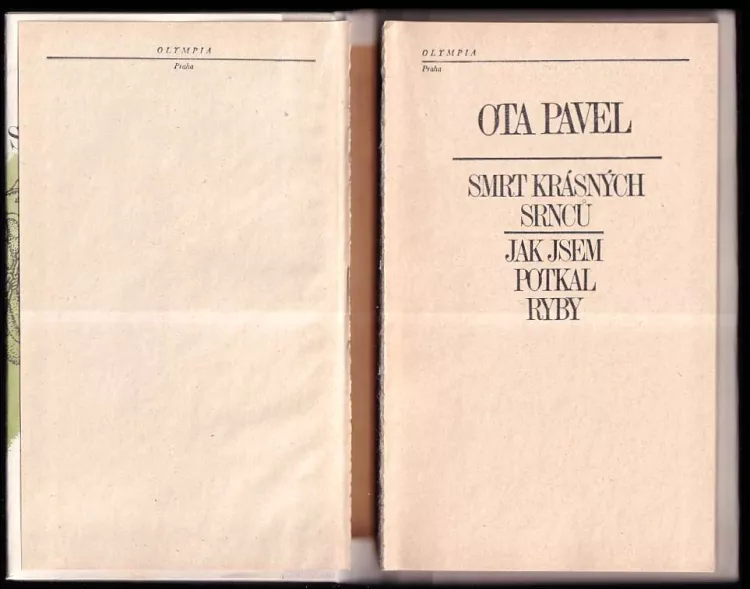 OLYMPIA
Praha
OLYMPIA
Praha
OTA PAVEL
SMRT KRÁSNÝCH
SRNCŮ
JAK JSEM
POTKAL
RYBY